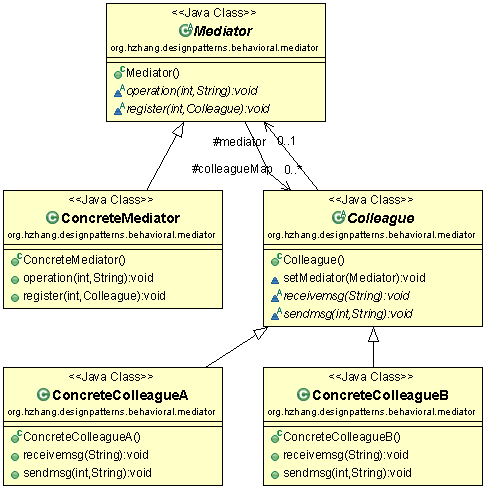 <<Java Class>>
Mediator
org.hzhang.designpatterns.behavioral.mediator
Mediator()
operation(int,String):void
register(int,Colleague):void
#mediator 0..1
#colleagueMap 0..*
<<Java Class>>
ConcreteMediator
org.hzhang.designpatterns.behavioral.mediator
ConcreteMediator()
operation(int,String):void
register(int,Colleague):void
<<Java Class>>
Colleague
org.hzhang.designpatterns.behavioral.mediator
Colleague()
setMediator(Mediator):void
receivemsg(String):void
sendmsg(int,String):void
<<Java Class>>
ConcreteColleagueA
org.hzhang.designpatterns.behavioral.mediator
ConcreteColleagueA()
receivemsg(String):void
sendmsg(int,String):void
<<Java Class>>
ConcreteColleagueB
org.hzhang.designpatterns.behavioral.mediator
ConcreteColleagueB()
receivemsg(String):void
sendmsg(int,String):void